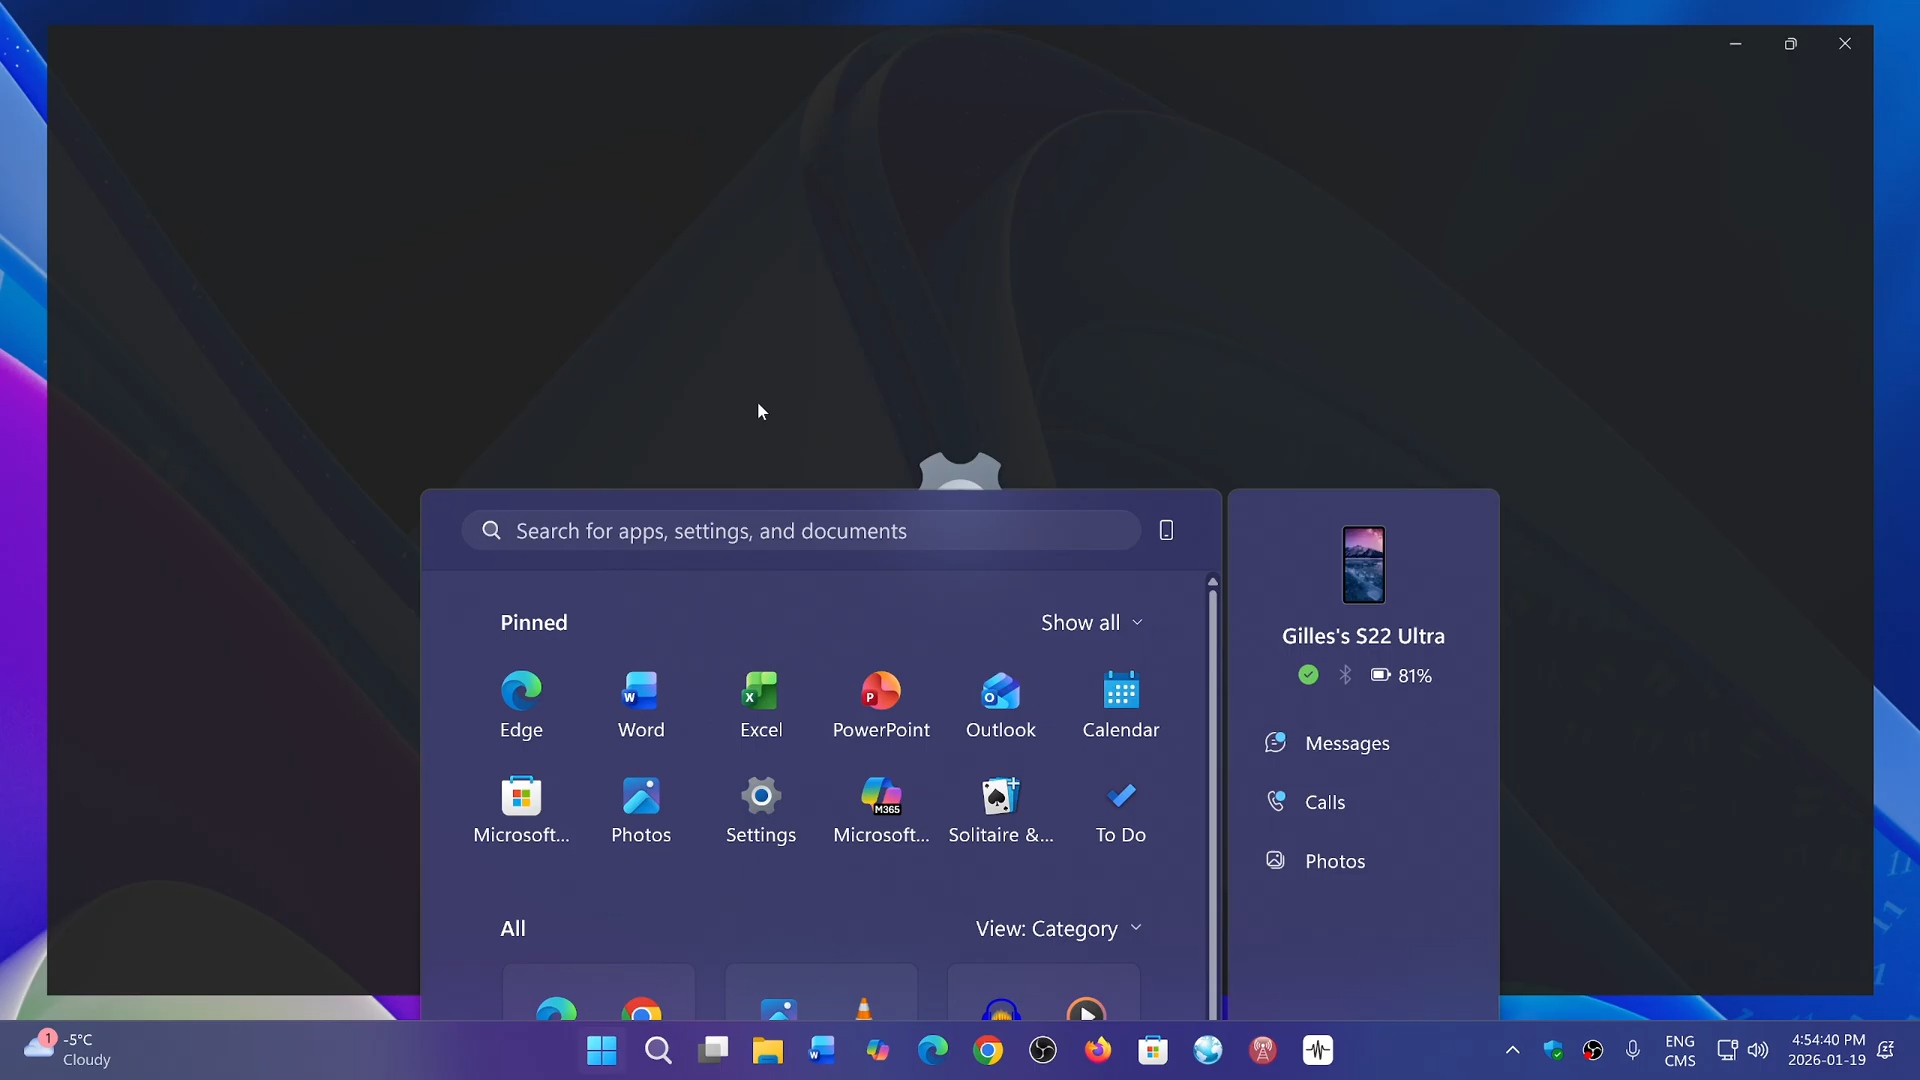 Search for apps, settings, and documents
Pinned
Show all
Edge
Word
Excel
PowerPoint
Outlook
Calendar
Microsoft...
Photos
Settings
M365
Microsoft...
Solitaire &...
To Do
All
View: Category
Gilles's S22 Ultra
81%
Messages
Calls
Photos
1
-5°C
Cloudy
ENG
CMS
4:54:40 PM
2026-01-19